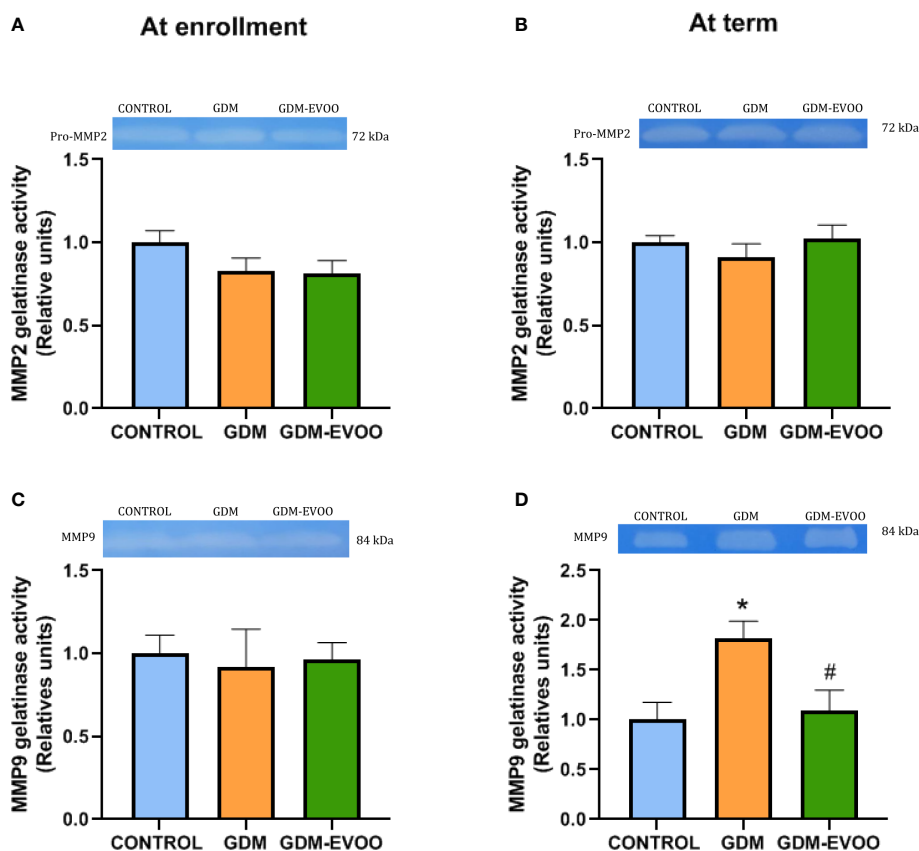 A
At enrollment
CONTROL GDM GDM-EVOO
Pro-MMP2
72 kDa
MMP2 gelatinase activity
(Relative units)
1.5
1.0
0.5
0.0
CONTROL GDM GDM-EVOO
B
At term
CONTROL GDM GDM-EVOO
Pro-MMP2
72 kDa
MMP2 gelatinase activity
(Relative units)
1.5
1.0
0.5
0.0
CONTROL GDM GDM-EVOO
C
CONTROL GDM GDM-EVOO
MMP9
84 kDa
MMP9 gelatinase activity
(Relatives units)
1.5
1.0
0.5
0.0
CONTROL GDM GDM-EVOO
D
CONTROL GDM GDM-EVOO
MMP9
84 kDa
MMP9 gelatinase activity
(Relatives units)
2.5
2.0
1.5
1.0
0.5
0.0
*
#
CONTROL GDM GDM-EVOO